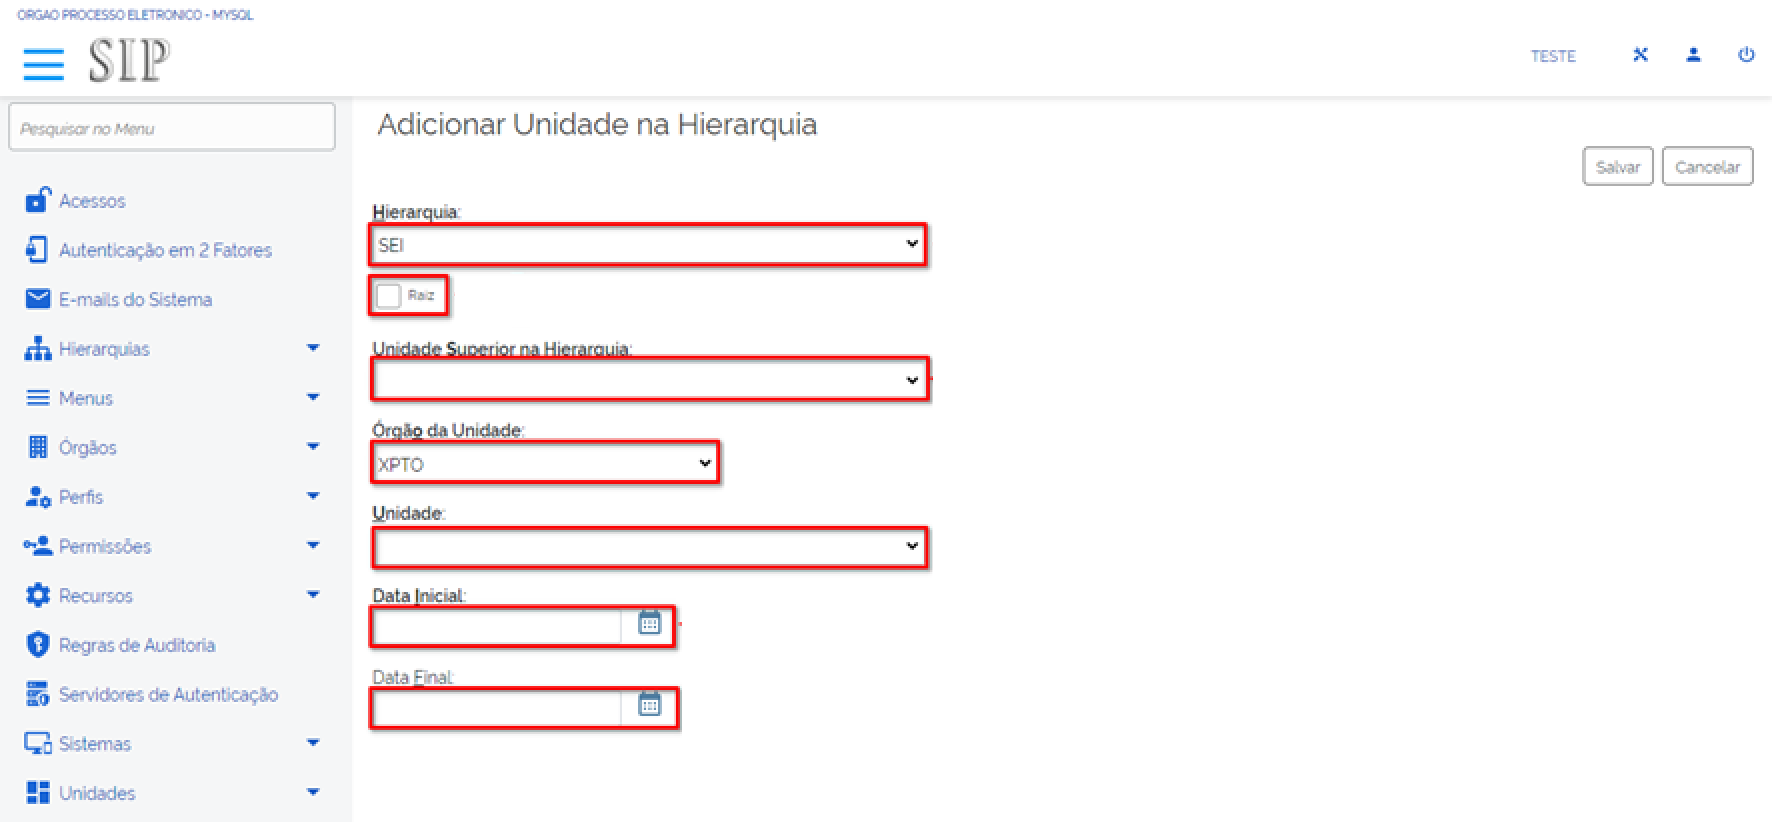 ORGAO PROCESSO ELETRONICO - MYSQL
SIP
TESTE
Pesquisar no Menu
Acessos
Autenticação em 2 Fatores
E-mails do Sistema
Hierarquias
Menus
Órgãos
Perfis
Permissões
Recursos
Regras de Auditoria
Servidores de Autenticação
Sistemas
Unidades
Adicionar Unidade na Hierarquia
Salvar Cancelar
Hierarquia:
SEI
Raiz
Unidade Superior na Hierarquia:
Órgão da Unidade:
XPTO
Unidade:
Data Inicial:
Data Final: